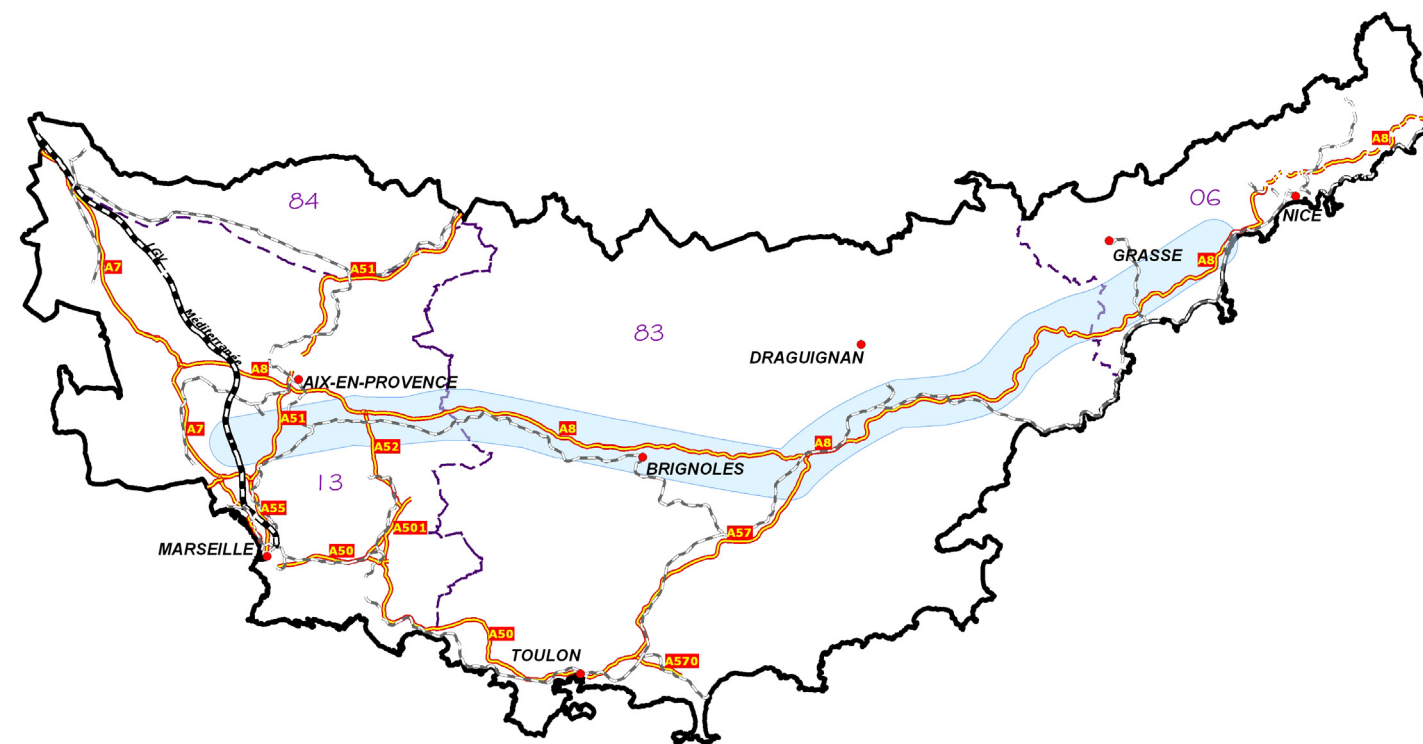 A8
84
06
NICE
GRASSE
A7
LGV
A51
A8
Méditerranée
83
DRAGUIGNAN
A8
AIX-EN-PROVENCE
A51
A7
A8
A52
A8
BRIGNOLES
13
A55
A501
A57
MARSEILLE
A50
A50
TOULON
A570